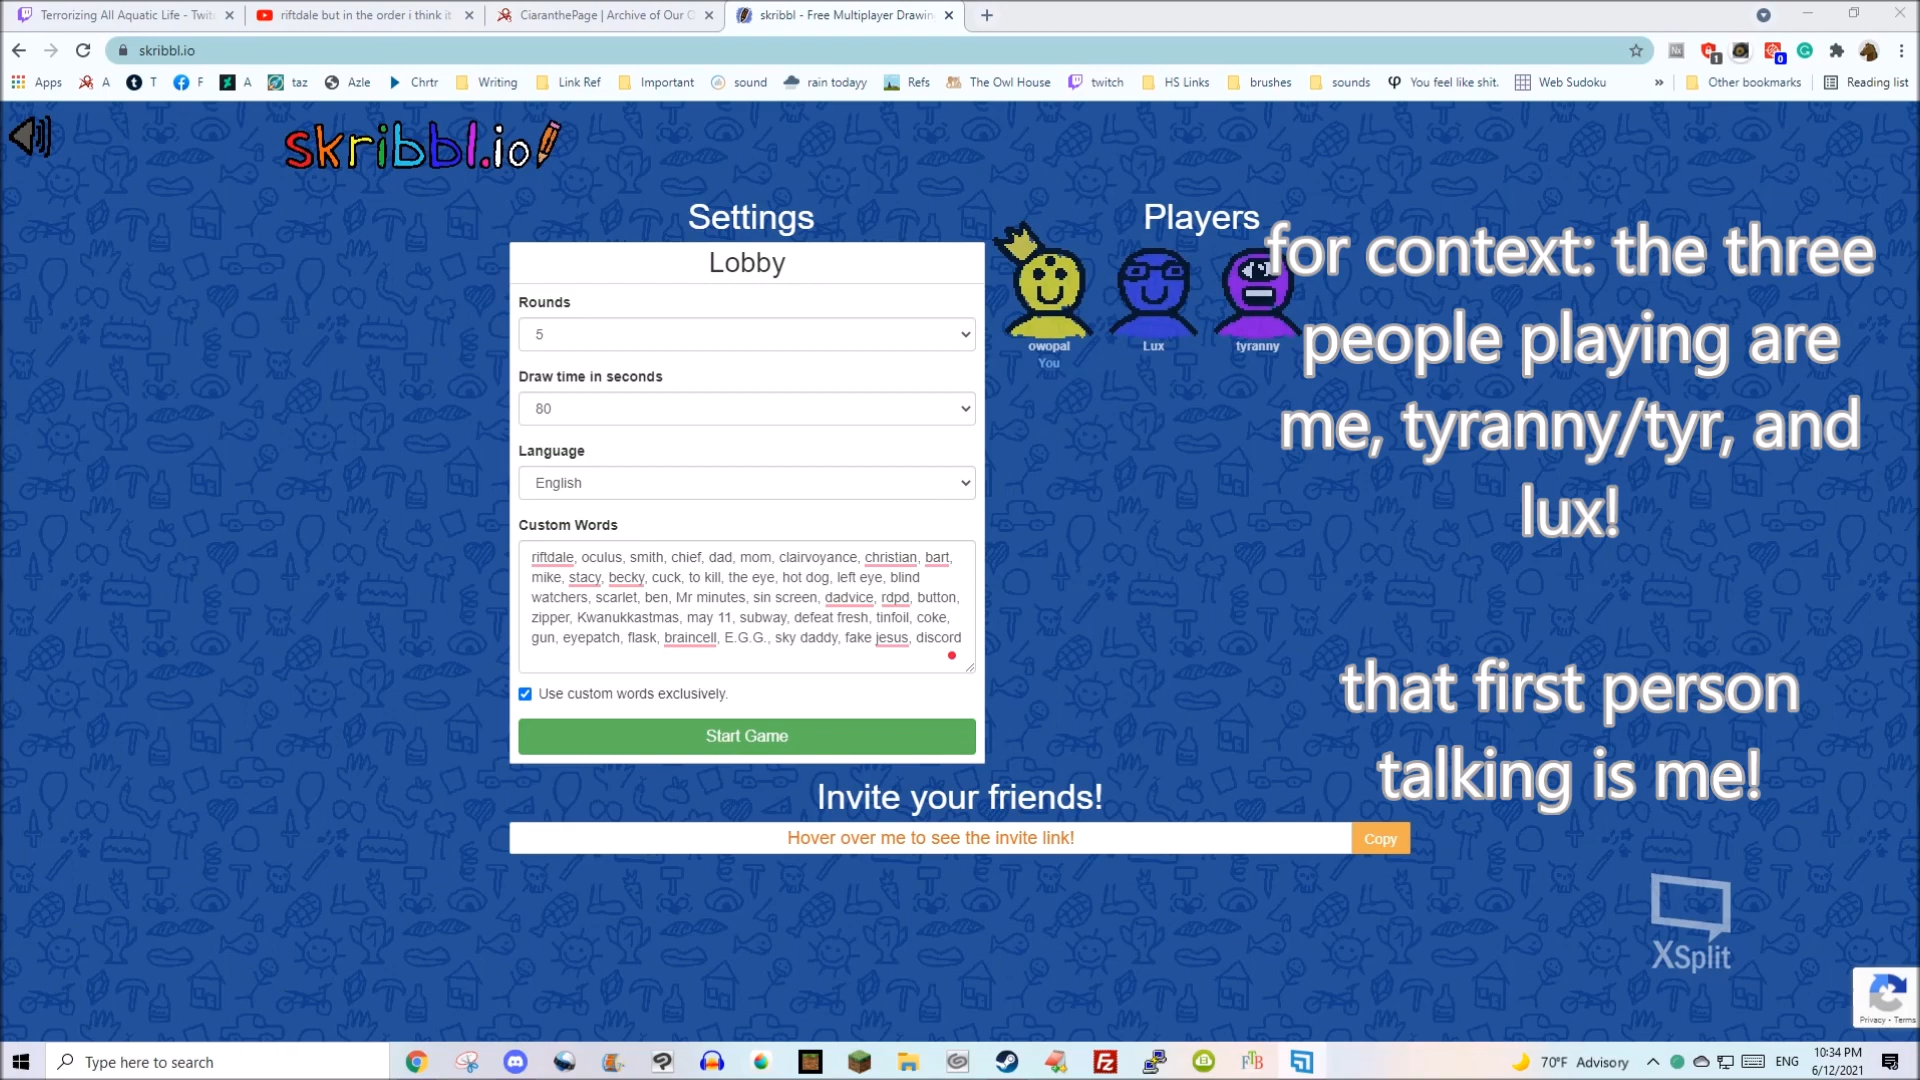 Terrorizing All Aquatic Life - Twitc
riftdale but in the order i think it
CiaranthePage | Archive of Our O
skribbl - Free Multiplayer Drawin
skribbl.io
Apps
A
T
F
A
taz
Azle
Chrtr
Writing
Link Ref
Important
sound
rain todayy
Refs
The Owl House
twitch
HS Links
brushes
sounds
You feel like shit.
Web Sudoku
»
Other bookmarks
Reading list
skribbl.io
Settings
Players
Lobby
Rounds
5
Draw time in seconds
80
Language
English
Custom Words
riftdale, oculus, smith, chief, dad, mom, clairvoyance, christian, bart,
mike, stacy, becky, cuck, to kill, the eye, hot dog, left eye, blind
watchers, scarlet, ben, Mr minutes, sin screen, dadvice, rdpd, button,
zipper, Kwanukkastmas, may 11, subway, defeat fresh, tinfoil, coke,
gun, eyepatch, flask, braincell, E.G.G., sky daddy, fake jesus, discord
Use custom words exclusively.
Start Game
owopal
You
Lux
tyranny
for context: the three
people playing are
me, tyranny/tyr, and
lux!
that first person
talking is me!
Invite your friends!
Hover over me to see the invite link!
Copy
XSplit
Privacy - Terms
Type here to search
FTB
70°F Advisory
ENG
10:34 PM
6/12/2021